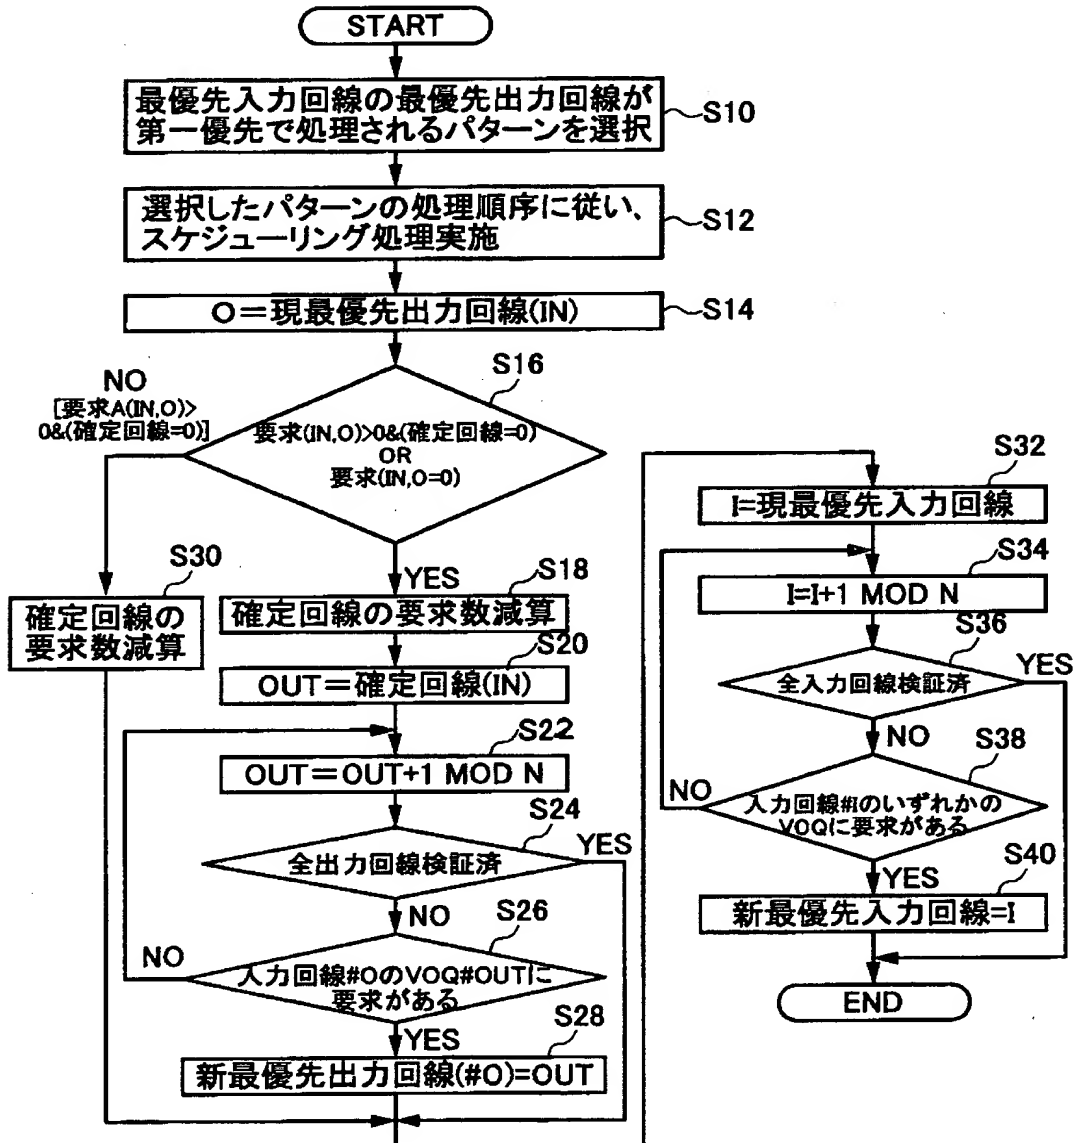 START
最優先入力回線の最優先出力回線が
第一優先で処理されるパターンを選択
S10
選択したパターンの処理順序に従い、
スケジューリング処理実施
S12
O=現最優先出力回線(IN)
S14
S16
NO
[要求A(IN,O)>
0&(確定回線=0)]
要求(IN,O)>0&(確定回線=0)
OR
要求(IN,O=0)
S30
確定回線の
要求数減算
YES
S18
確定回線の要求数減算
S20
OUT=確定回線(IN)
S22
OUT=OUT+1 MOD N
S24
全出力回線検証済
YES
NO
S26
NO
入力回線#OのVOQ#OUTに
要求がある
YES
S28
新最優先出力回線(#O)=OUT
S32
I=現最優先入力回線
S34
I=I+1 MOD N
S36
全入力回線検証済
YES
NO
S38
NO
入力回線#Iのいずれかの
VOQに要求がある
YES
S40
新最優先入力回線=I
END